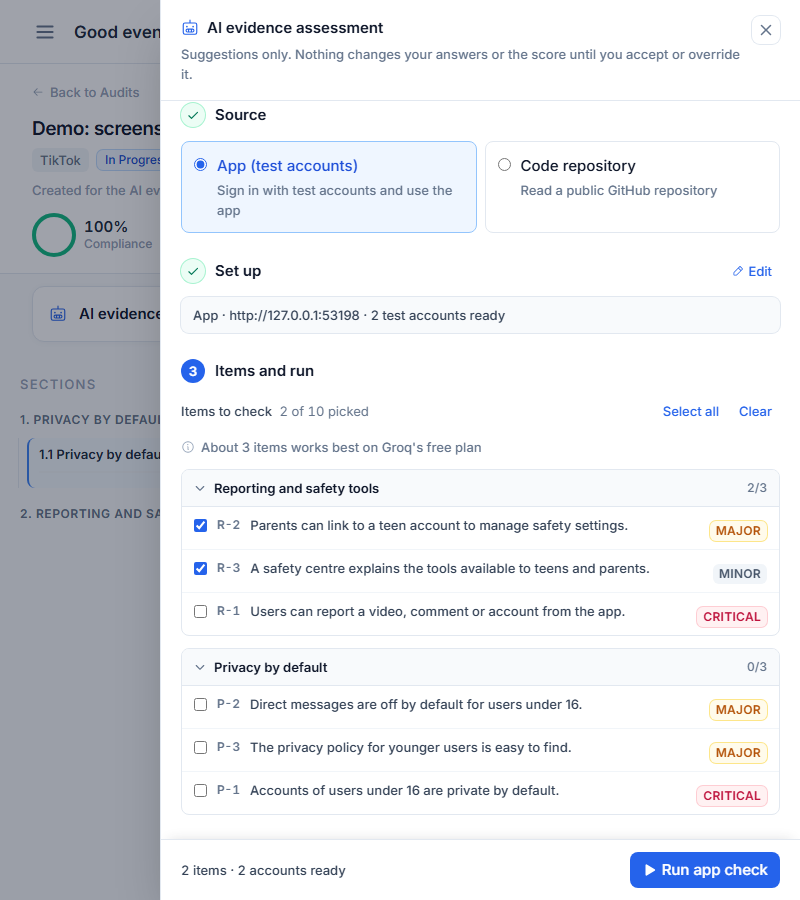 Good even
← Back to Audits
Demo: screens
TikTok
In Progres
Created for the AI ev
100%
Compliance
AI evidence
SECTIONS
1. PRIVACY BY DEFAU
1.1 Privacy by defau
2. REPORTING AND SA
AI evidence assessment
Suggestions only. Nothing changes your answers or the score until you accept or override
it.
Source
App (test accounts)
Sign in with test accounts and use the
app
Code repository
Read a public GitHub repository
Set up
Edit
App · http://127.0.0.1:53198 · 2 test accounts ready
3 Items and run
Items to check 2 of 10 picked
Select all
Clear
About 3 items works best on Groq's free plan
Reporting and safety tools 2/3
R-2 Parents can link to a teen account to manage safety settings. MAJOR
R-3 A safety centre explains the tools available to teens and parents. MINOR
R-1 Users can report a video, comment or account from the app. CRITICAL
Privacy by default 0/3
P-2 Direct messages are off by default for users under 16. MAJOR
P-3 The privacy policy for younger users is easy to find. MAJOR
P-1 Accounts of users under 16 are private by default. CRITICAL
2 items · 2 accounts ready
Run app check